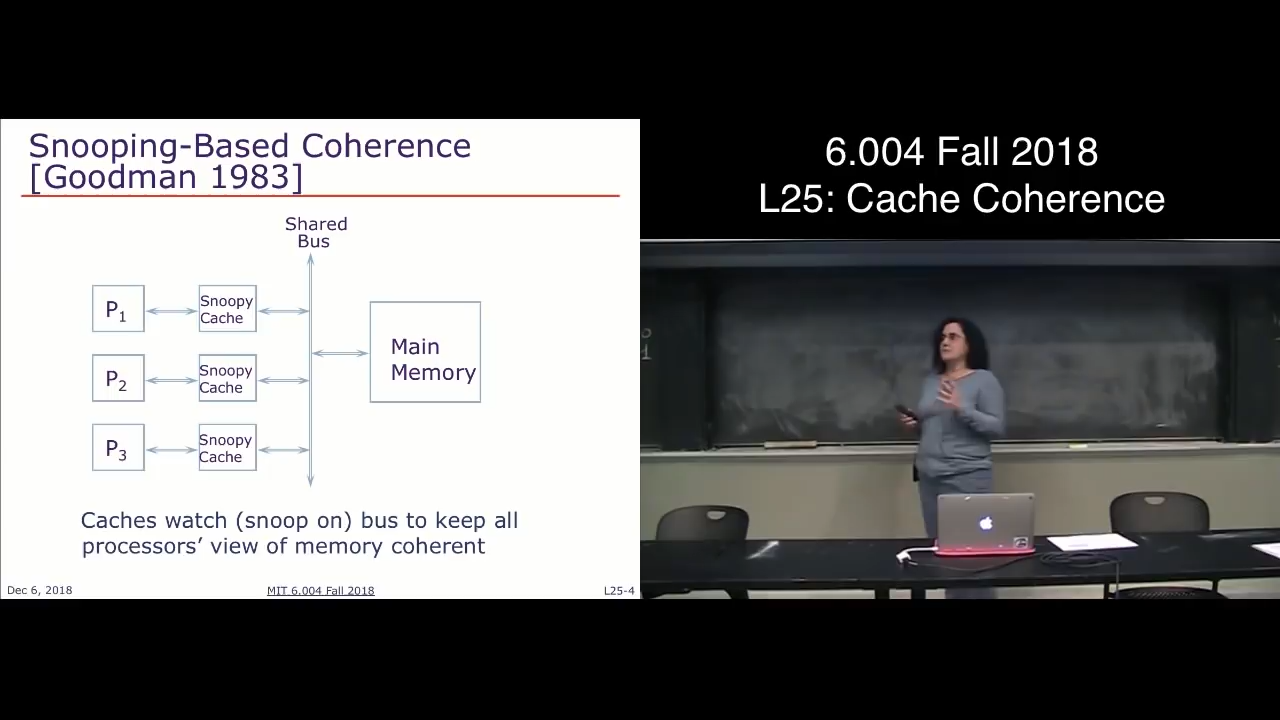 Snooping-Based Coherence
[Goodman 1983]
Shared
Bus
P1
Snoopy
Cache
P2
Snoopy
Cache
P3
Snoopy
Cache
Main
Memory
Caches watch (snoop on) bus to keep all
processors’ view of memory coherent
Dec 6, 2018
MIT 6.004 Fall 2018
L25-4
6.004 Fall 2018
L25: Cache Coherence